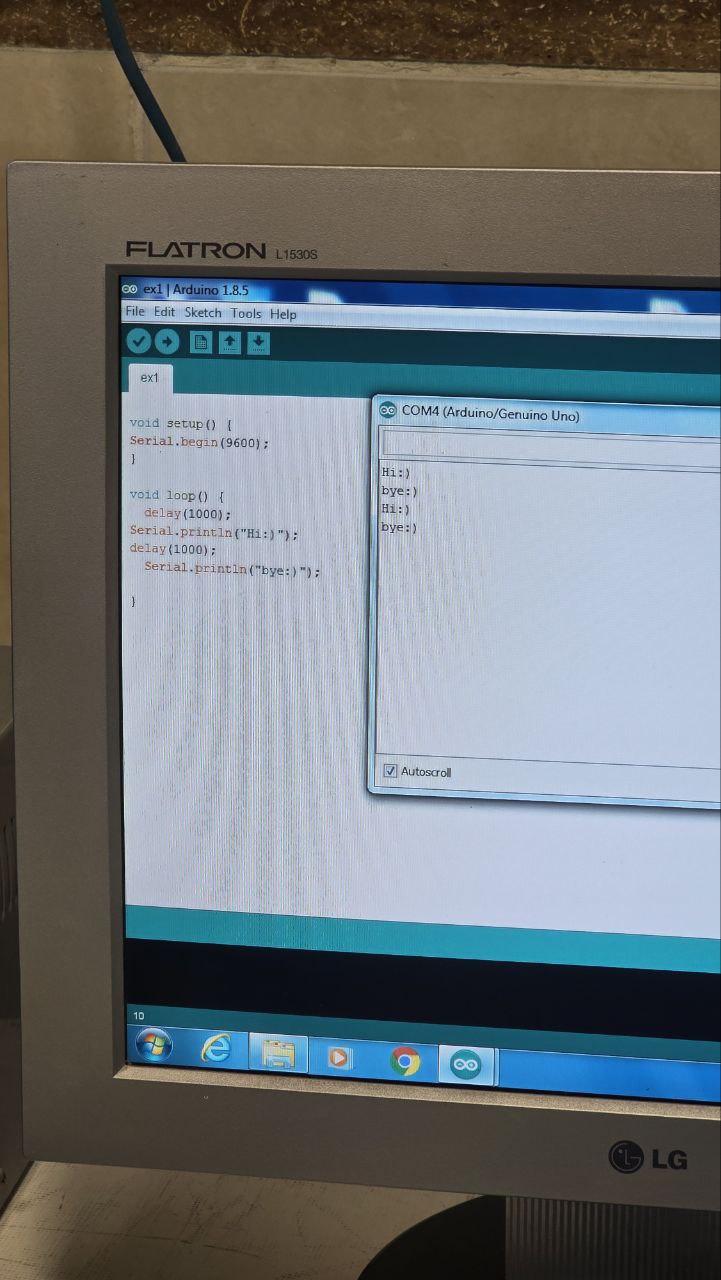 FLATRON L1530S
ex1 | Arduino 1.8.5
File Edit Sketch Tools Help
ex1
void setup() {
Serial.begin(9600);
}
void loop() {
delay(1000);
Serial.println("Hi:)");
delay(1000);
Serial.println("bye:)");
}
COM4 (Arduino/Genuino Uno)
Hi:)
bye:)
Hi:)
bye:)
Autoscroll
10
LG